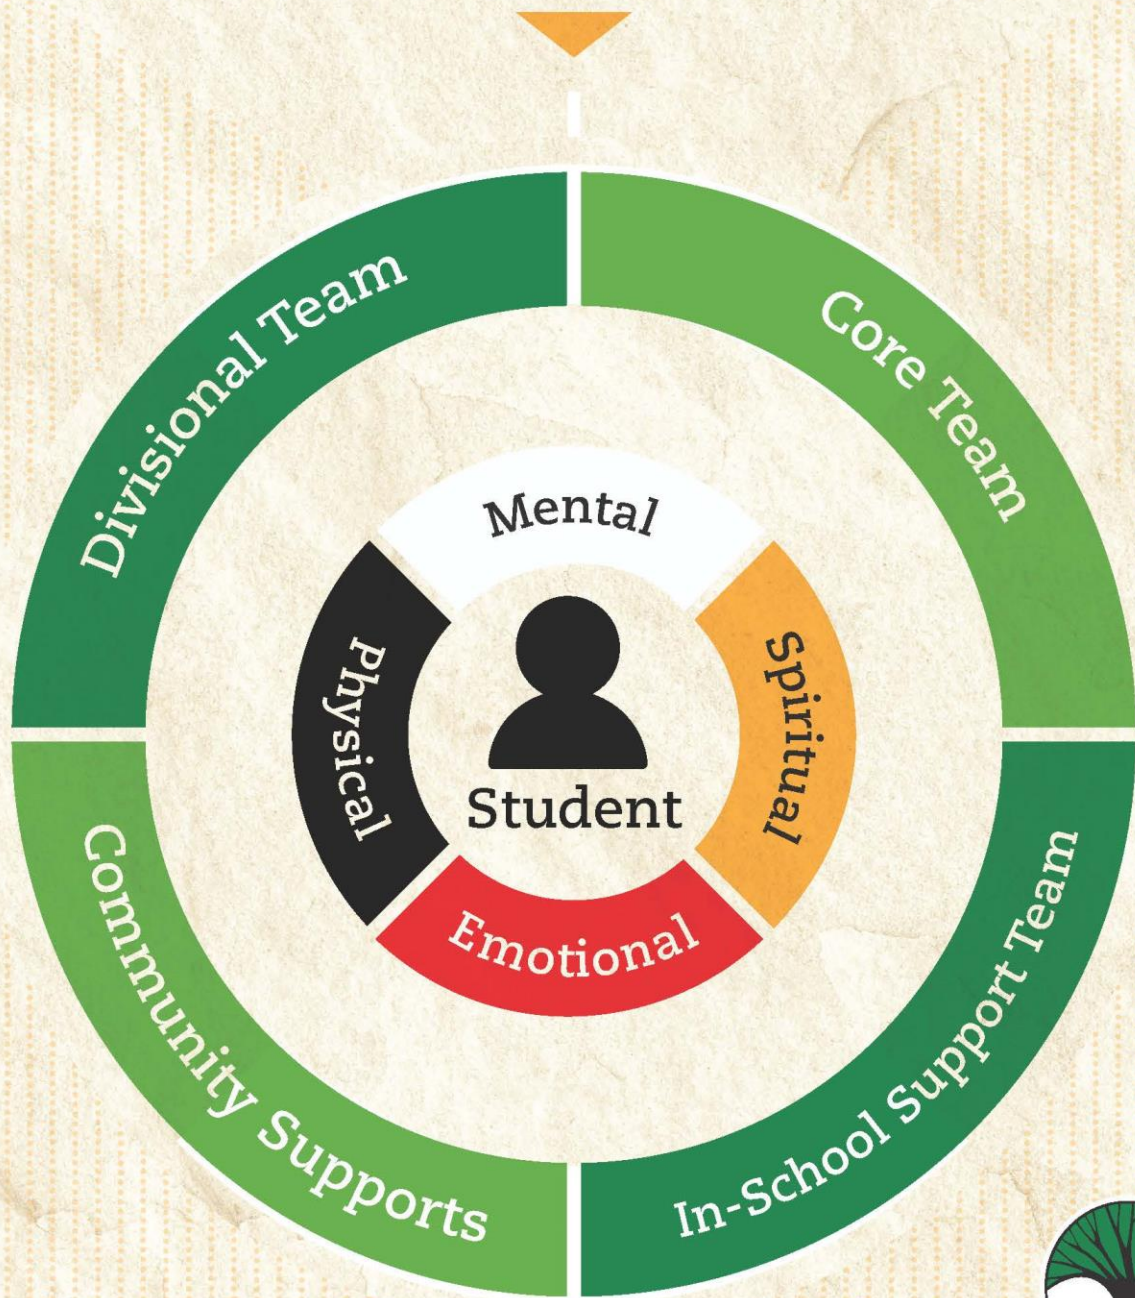 Divisional Team
Core Team
Mental
Physical
Spiritual
Student
Emotional
Community Supports
In-School Support Team